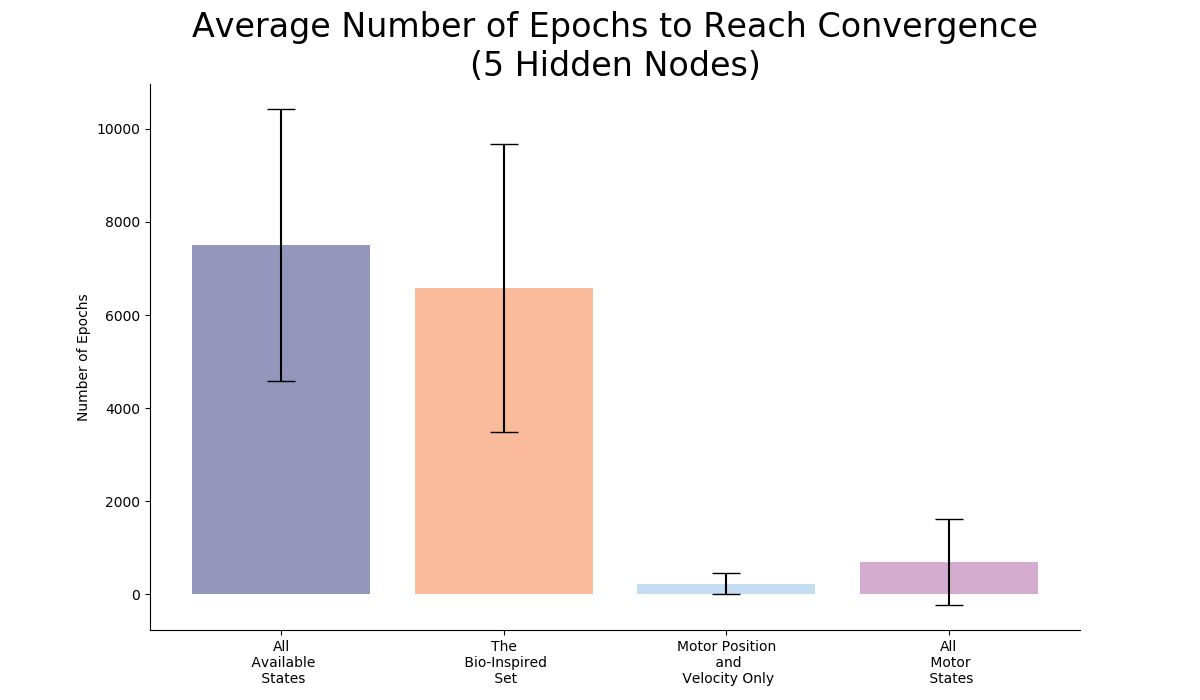 Average Number of Epochs to Reach Convergence
(5 Hidden Nodes)
Number of Epochs
10000
8000
6000
4000
2000
0
All
Available
States
The
Bio-Inspired
Set
Motor Position
and
Velocity Only
All
Motor
States